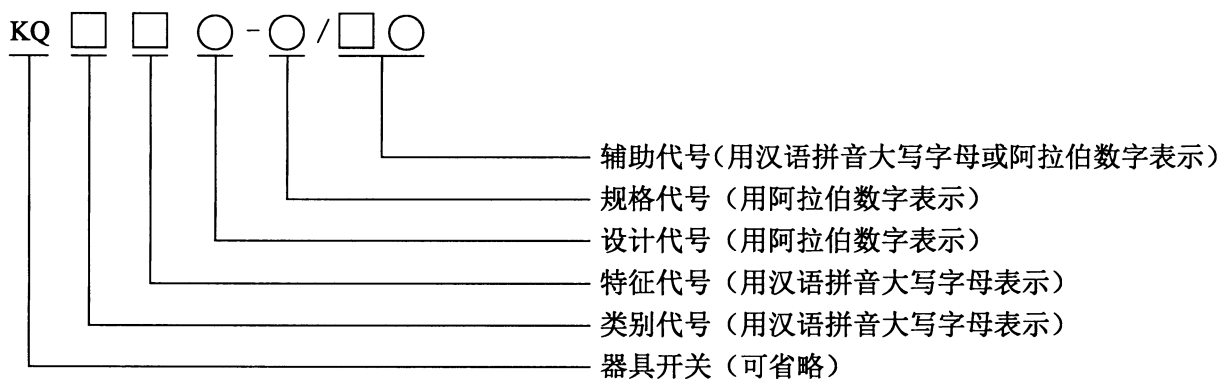 KQ □ □ ○ - ○ / □ ○
辅助代号(用汉语拼音大写字母或阿拉伯数字表示)
规格代号（用阿拉伯数字表示）
设计代号（用阿拉伯数字表示）
特征代号（用汉语拼音大写字母表示）
类别代号（用汉语拼音大写字母表示）
器具开关（可省略）